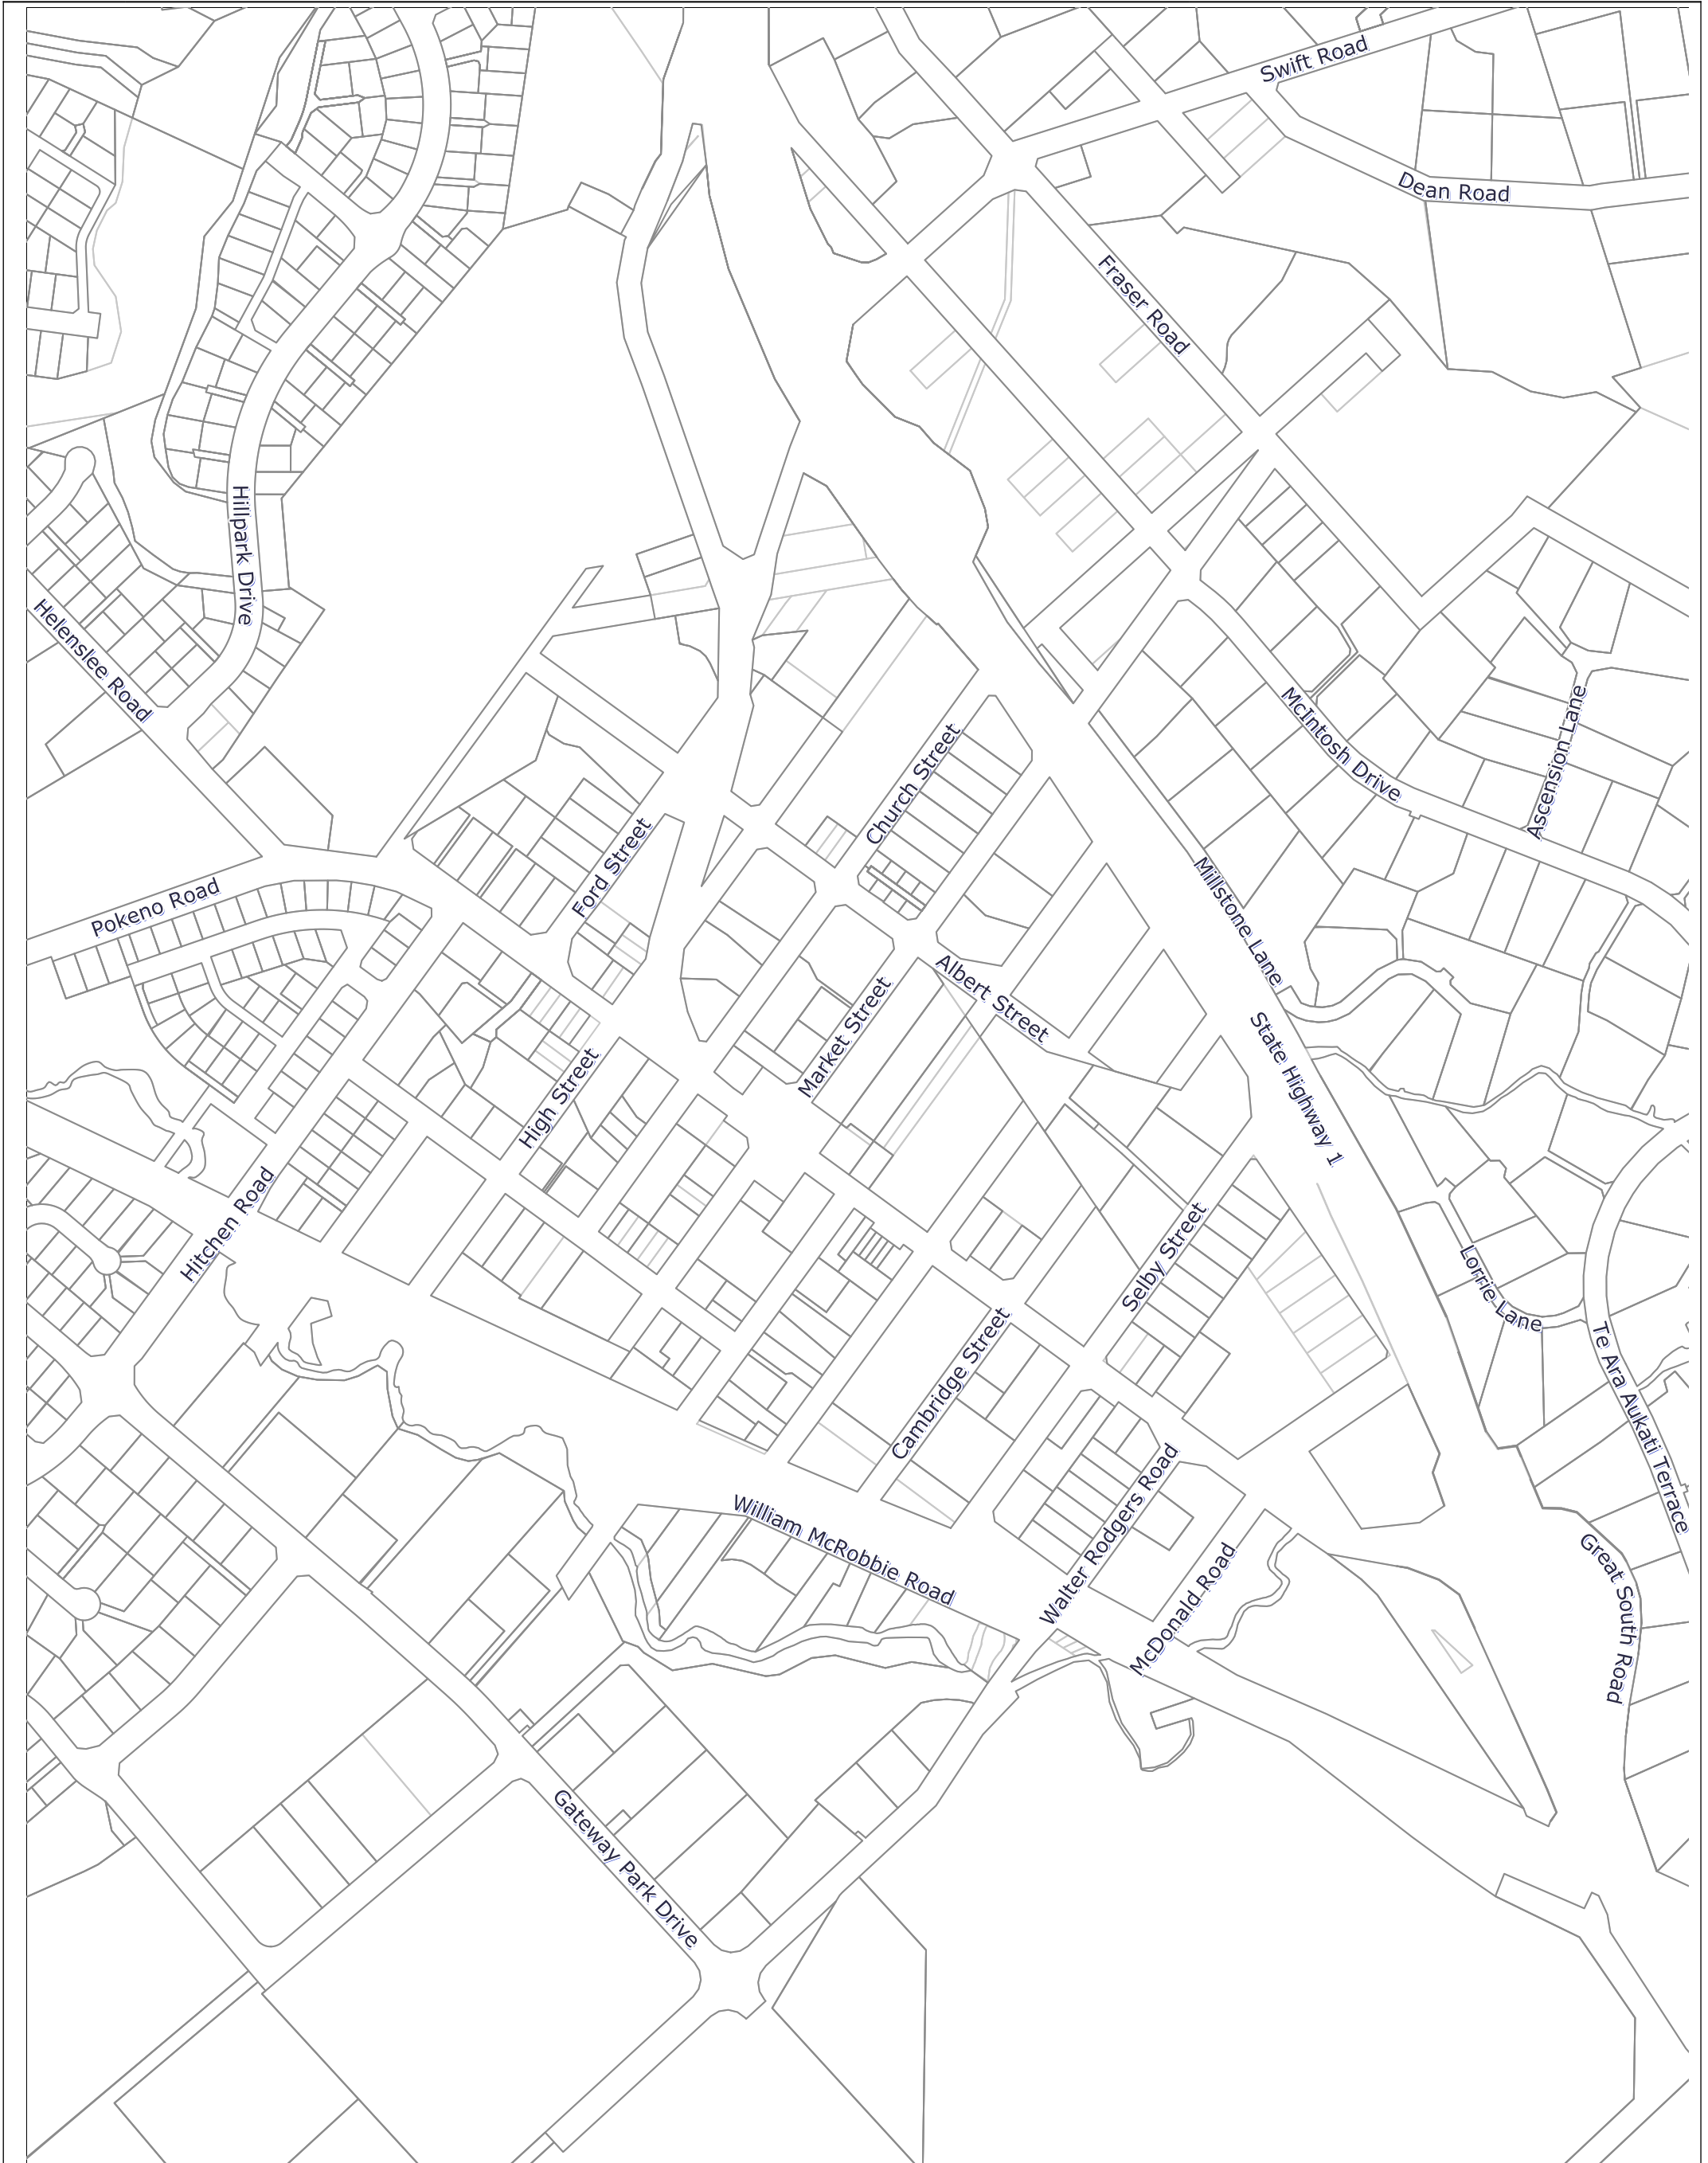 Swift Road
Dean Road
Fraser Road
Hillpark Drive
Helenslee Road
McIntosh Drive
Ascension Lane
Church Street
Ford Street
Pokeno Road
Millstone Lane
Albert Street
Market Street
State Highway 1
High Street
Hitchen Road
Selby Street
Lorrie Lane
Cambridge Street
Te Ara Aukati Terrace
William McRobbie Road
Walter Rodgers Road
McDonald Road
Great South Road
Gateway Park Drive